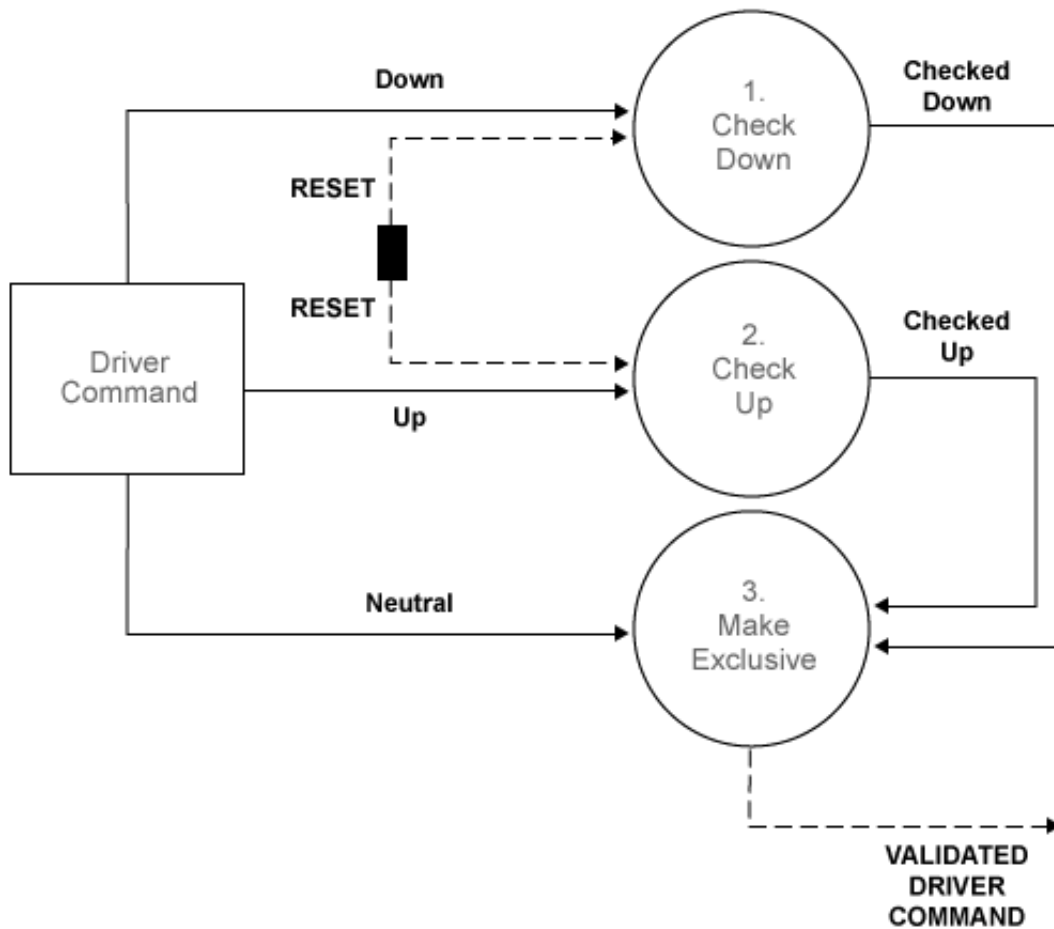 Down
1.
Check
Down
Checked
Down
RESET
RESET
Driver
Command
Up
2.
Check
Up
Checked
Up
Neutral
3.
Make
Exclusive
VALIDATED
DRIVER
COMMAND